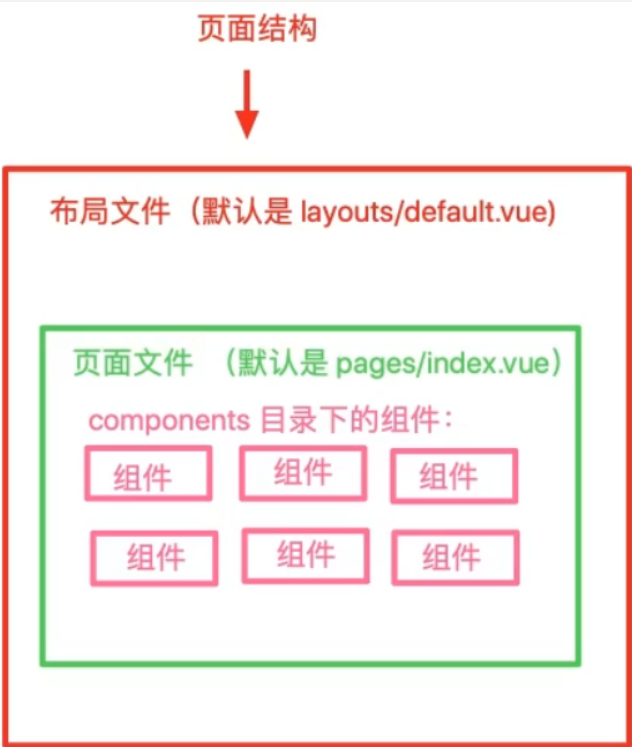 页面结构
布局文件（默认是 layouts/default.vue)
页面文件 （默认是 pages/index.vue）
components 目录下的组件：
组件 组件 组件
组件 组件 组件